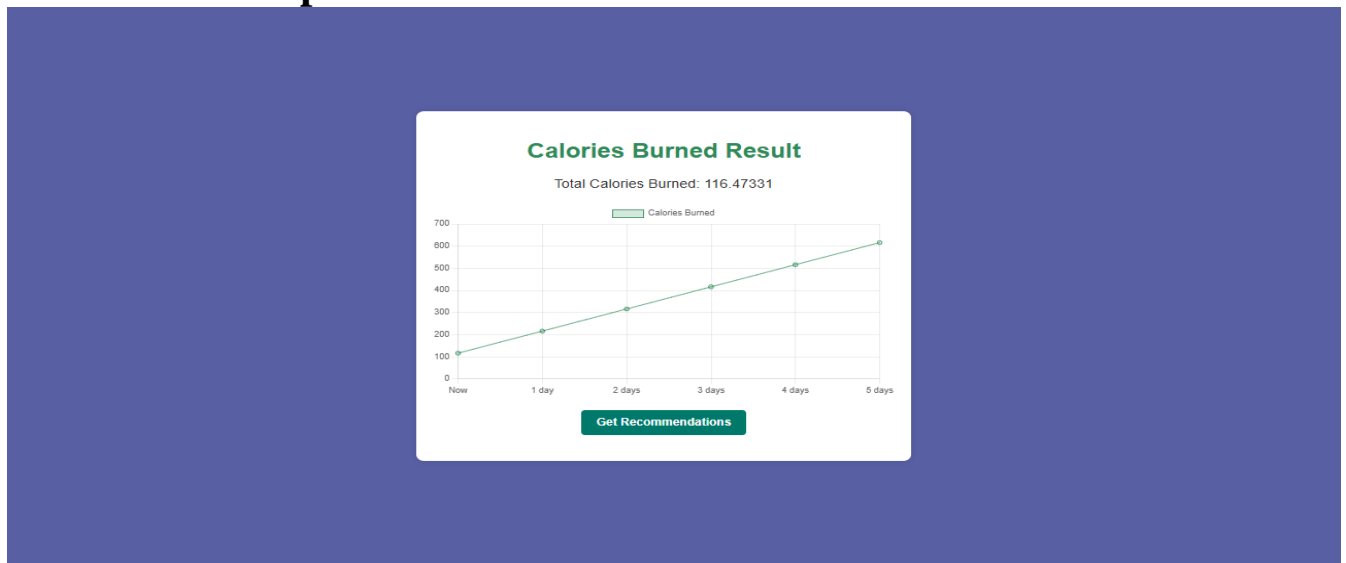 Calories Burned Result
Total Calories Burned: 116.47331
Calories Burned
700
600
500
400
300
200
100
0
Now 1 day 2 days 3 days 4 days 5 days
Get Recommendations